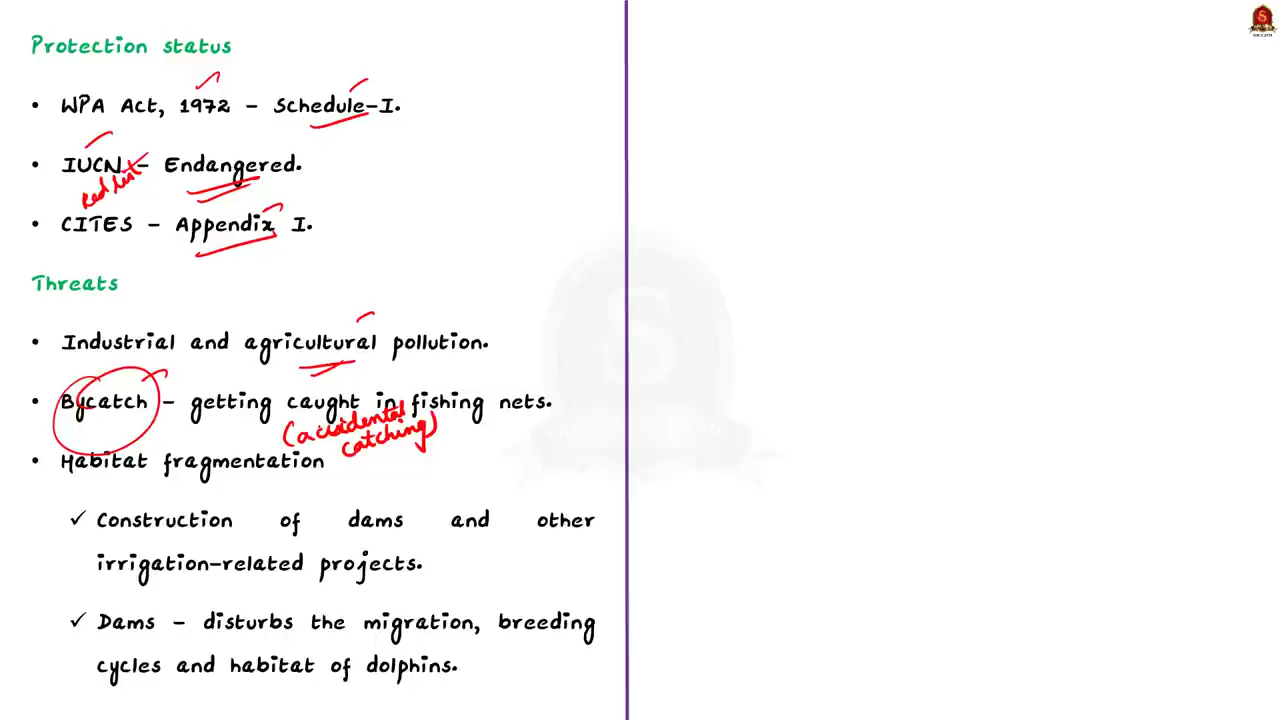 Protection status
• WPA Act, 1972 - Schedule-I.
• IUCN - Endangered.
Red list
• CITES - Appendix I.
Threats
• Industrial and agricultural pollution.
• Bycatch - getting caught in fishing nets.
(accidental
catching)
• Habitat fragmentation
✓ Construction of dams and other
irrigation-related projects.
✓ Dams - disturbs the migration, breeding
cycles and habitat of dolphins.
S